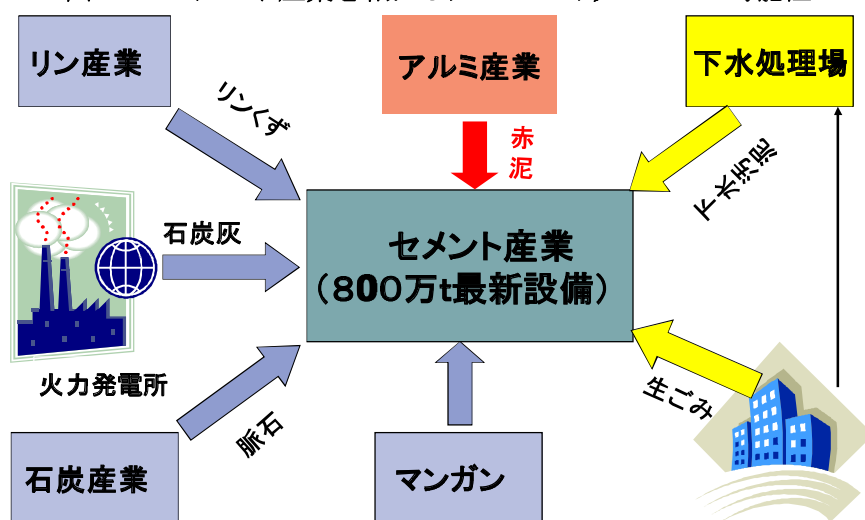 リン産業
アルミ産業
下水処理場
リンくず
赤
泥
下水汚泥
石炭灰
セメント産業
（800万t最新設備）
火力発電所
生ごみ
脈石
石炭産業
マンガン